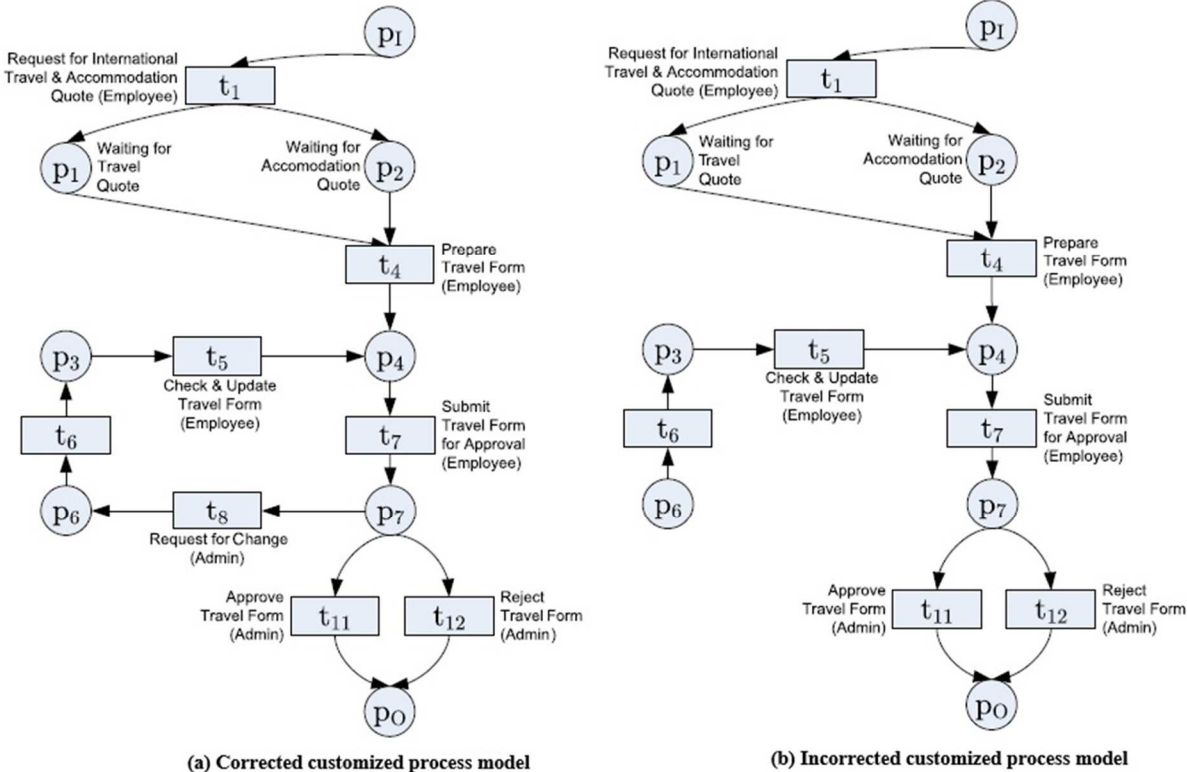 pI
Request for International
Travel & Accommodation
Quote (Employee)
t1
p1
Waiting for
Travel
Quote
Waiting for
Accomodation
Quote
p2
t4
Prepare
Travel Form
(Employee)
p3
t5
p4
Check & Update
Travel Form
(Employee)
t6
t7
Submit
Travel Form
for Approval
(Employee)
p6
t8
p7
Request for Change
(Admin)
Approve
Travel Form
(Admin)
t11
t12
Reject
Travel Form
(Admin)
pO
(a) Corrected customized process model
pI
Request for International
Travel & Accommodation
Quote (Employee)
t1
p1
Waiting for
Travel
Quote
Waiting for
Accomodation
Quote
p2
t4
Prepare
Travel Form
(Employee)
p3
t5
p4
Check & Update
Travel Form
(Employee)
t6
t7
Submit
Travel Form
for Approval
(Employee)
p6
p7
Approve
Travel Form
(Admin)
t11
t12
Reject
Travel Form
(Admin)
pO
(b) Incorrected customized process model